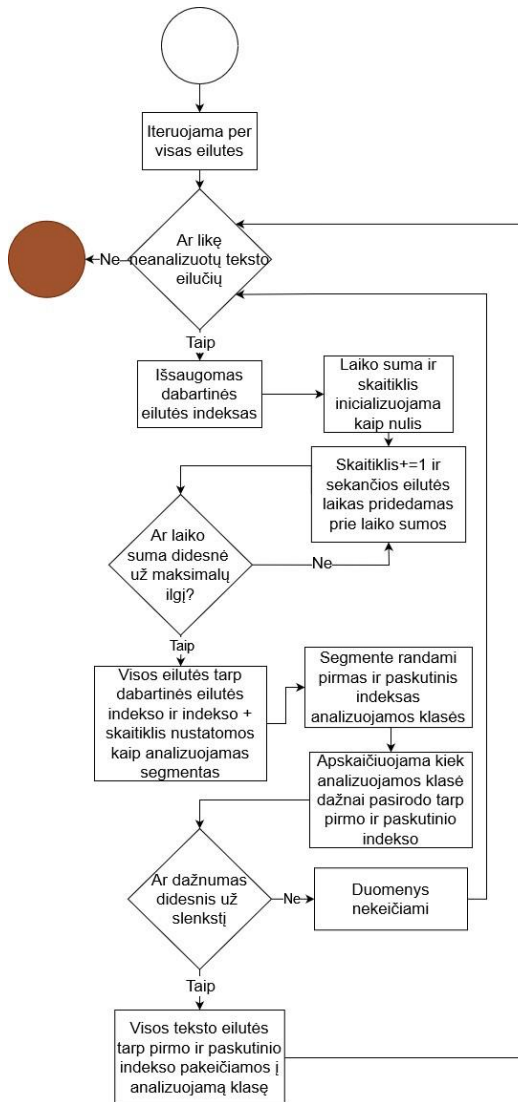 Iteruojama per
visas eilutes
Ar likę
neanalizuotų teksto
eilučių
Ne
Taip
Išsaugomas
dabartinės
eilutės indeksas
Laiko suma ir
skaitiklis
inicializuojama
kaip nulis
Skaitiklis+=1 ir
sekančios eilutės
laikas pridedamas
prie laiko sumos
Ar laiko
suma didesnė
už maksimalų
ilgį?
Ne
Taip
Visos eilutės tarp
dabartinės eilutės
indekso ir indekso +
skaitiklis nustatomos
kaip analizuojamas
segmentas
Segmente randami
pirmas ir paskutinis
indeksas
analizuojamos klasės
Apskaičiuojama kiek
analizuojamos klasė
dažnai pasirodo tarp
pirmo ir paskutinio
indekso
Ar dažnumas
didesnis už
slenkstį
Ne
Duomenys
nekeičiami
Taip
Visos teksto eilutės
tarp pirmo ir paskutinio
indekso pakeičiamos į
analizuojamą klasę